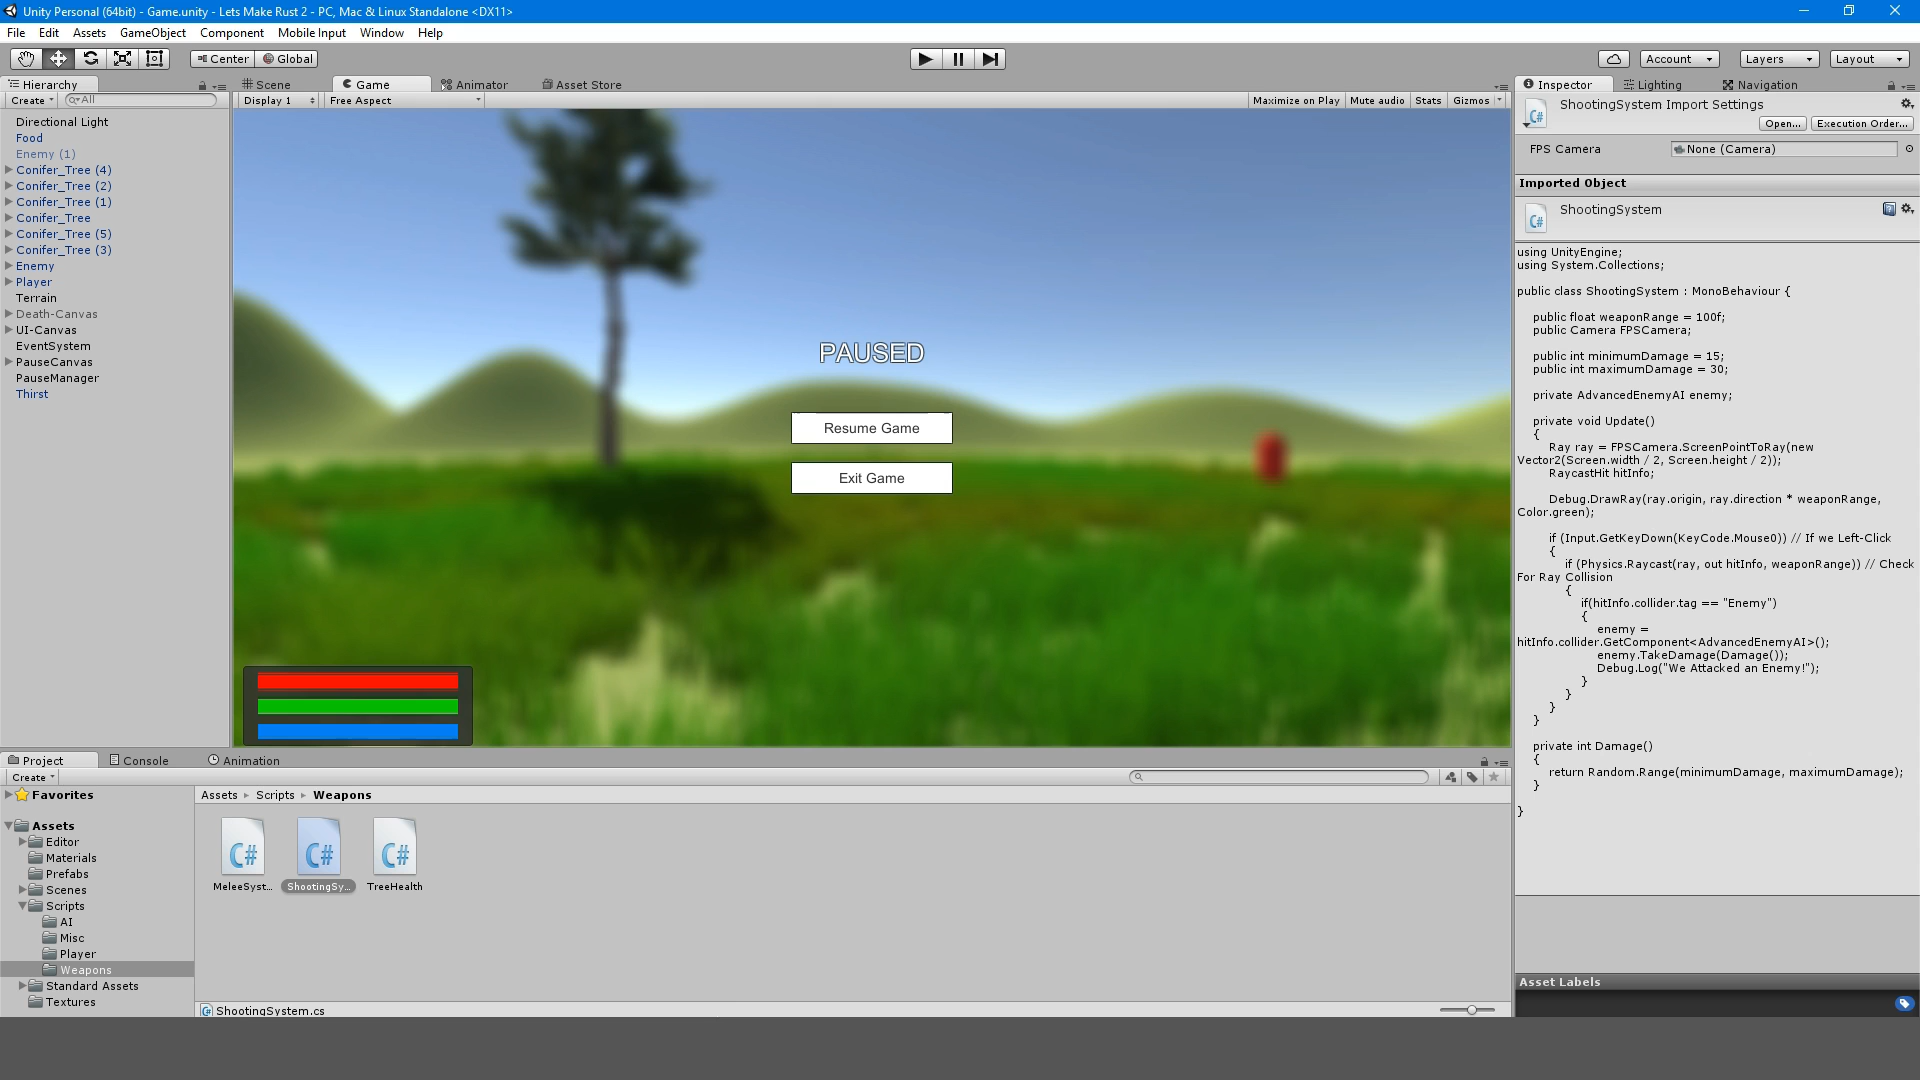 Unity Personal (64bit) - Game.unity - Lets Make Rust 2 - PC, Mac & Linux Standalone <DX11>
File Edit Assets GameObject Component Mobile Input Window Help
Center Global Account Layers Layout
Hierarchy
Create All
Directional Light
Food
Enemy (1)
Conifer_Tree (4)
Conifer_Tree (2)
Conifer_Tree (1)
Conifer_Tree
Conifer_Tree (5)
Conifer_Tree (3)
Enemy
Player
Terrain
Death-Canvas
UI-Canvas
EventSystem
PauseCanvas
PauseManager
Thirst
Scene Game Animator Asset Store
Display 1 Free Aspect Maximize on Play Mute audio Stats Gizmos
PAUSED
Resume Game
Exit Game
Inspector Lighting Navigation
ShootingSystem Import Settings
Open... Execution Order...
FPS Camera None (Camera)
Imported Object
ShootingSystem
using UnityEngine;
using System.Collections;
public class ShootingSystem : MonoBehaviour {
public float weaponRange = 100f;
public Camera FPSCamera;
public int minimumDamage = 15;
public int maximumDamage = 30;
private AdvancedEnemyAI enemy;
private void Update()
{
Ray ray = FPSCamera.ScreenPointToRay(new
Vector2(Screen.width / 2, Screen.height / 2));
RaycastHit hitInfo;
Debug.DrawRay(ray.origin, ray.direction * weaponRange,
Color.green);
if (Input.GetKeyDown(KeyCode.Mouse0)) // If we Left-Click
{
if (Physics.Raycast(ray, out hitInfo, weaponRange)) // Check
For Ray Collision
{
if(hitInfo.collider.tag == "Enemy")
{
enemy =
hitInfo.collider.GetComponent<AdvancedEnemyAI>();
enemy.TakeDamage(Damage());
Debug.Log("We Attacked an Enemy!");
}
}
}
}
private int Damage()
{
return Random.Range(minimumDamage, maximumDamage);
}
}
Asset Labels
Project Console Animation
Create
Favorites
Assets
Editor
Materials
Prefabs
Scenes
Scripts
AI
Misc
Player
Weapons
Standard Assets
Textures
Assets Scripts Weapons
C# C# C#
MeleeSyst... ShootingSy... TreeHealth
ShootingSystem.cs